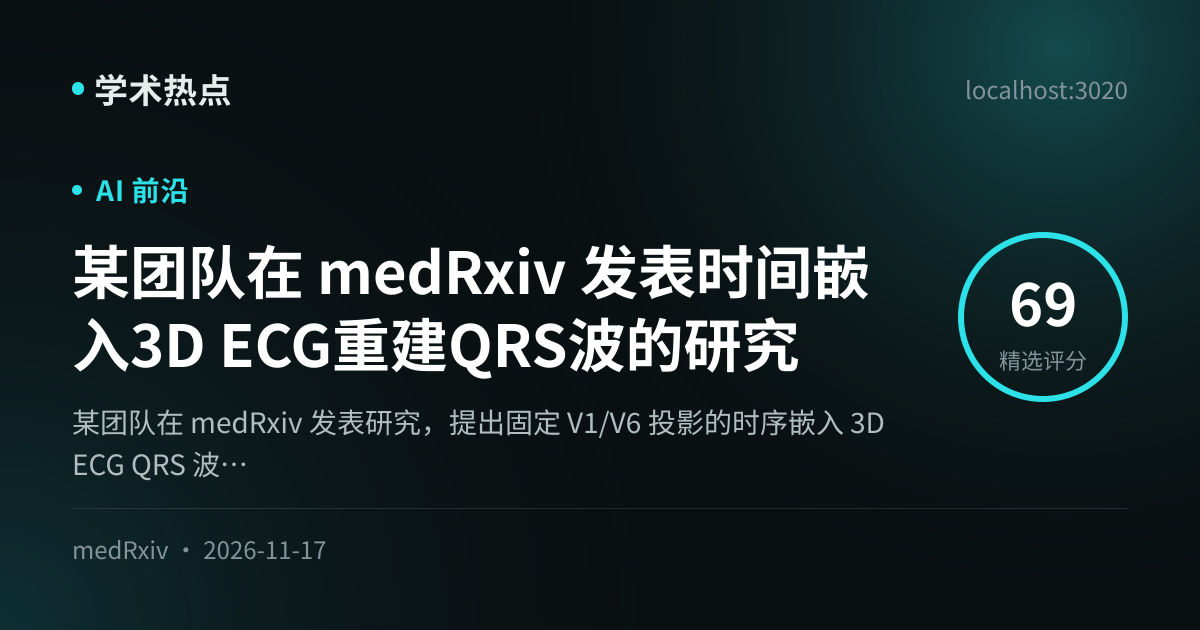 学术热点
localhost:3020
AI 前沿
某团队在 medRxiv 发表时间嵌
入3D ECG重建QRS波的研究
69
精选评分
某团队在 medRxiv 发表研究，提出固定 V1/V6 投影的时序嵌入 3D
ECG QRS 波…
medRxiv · 2026-11-17